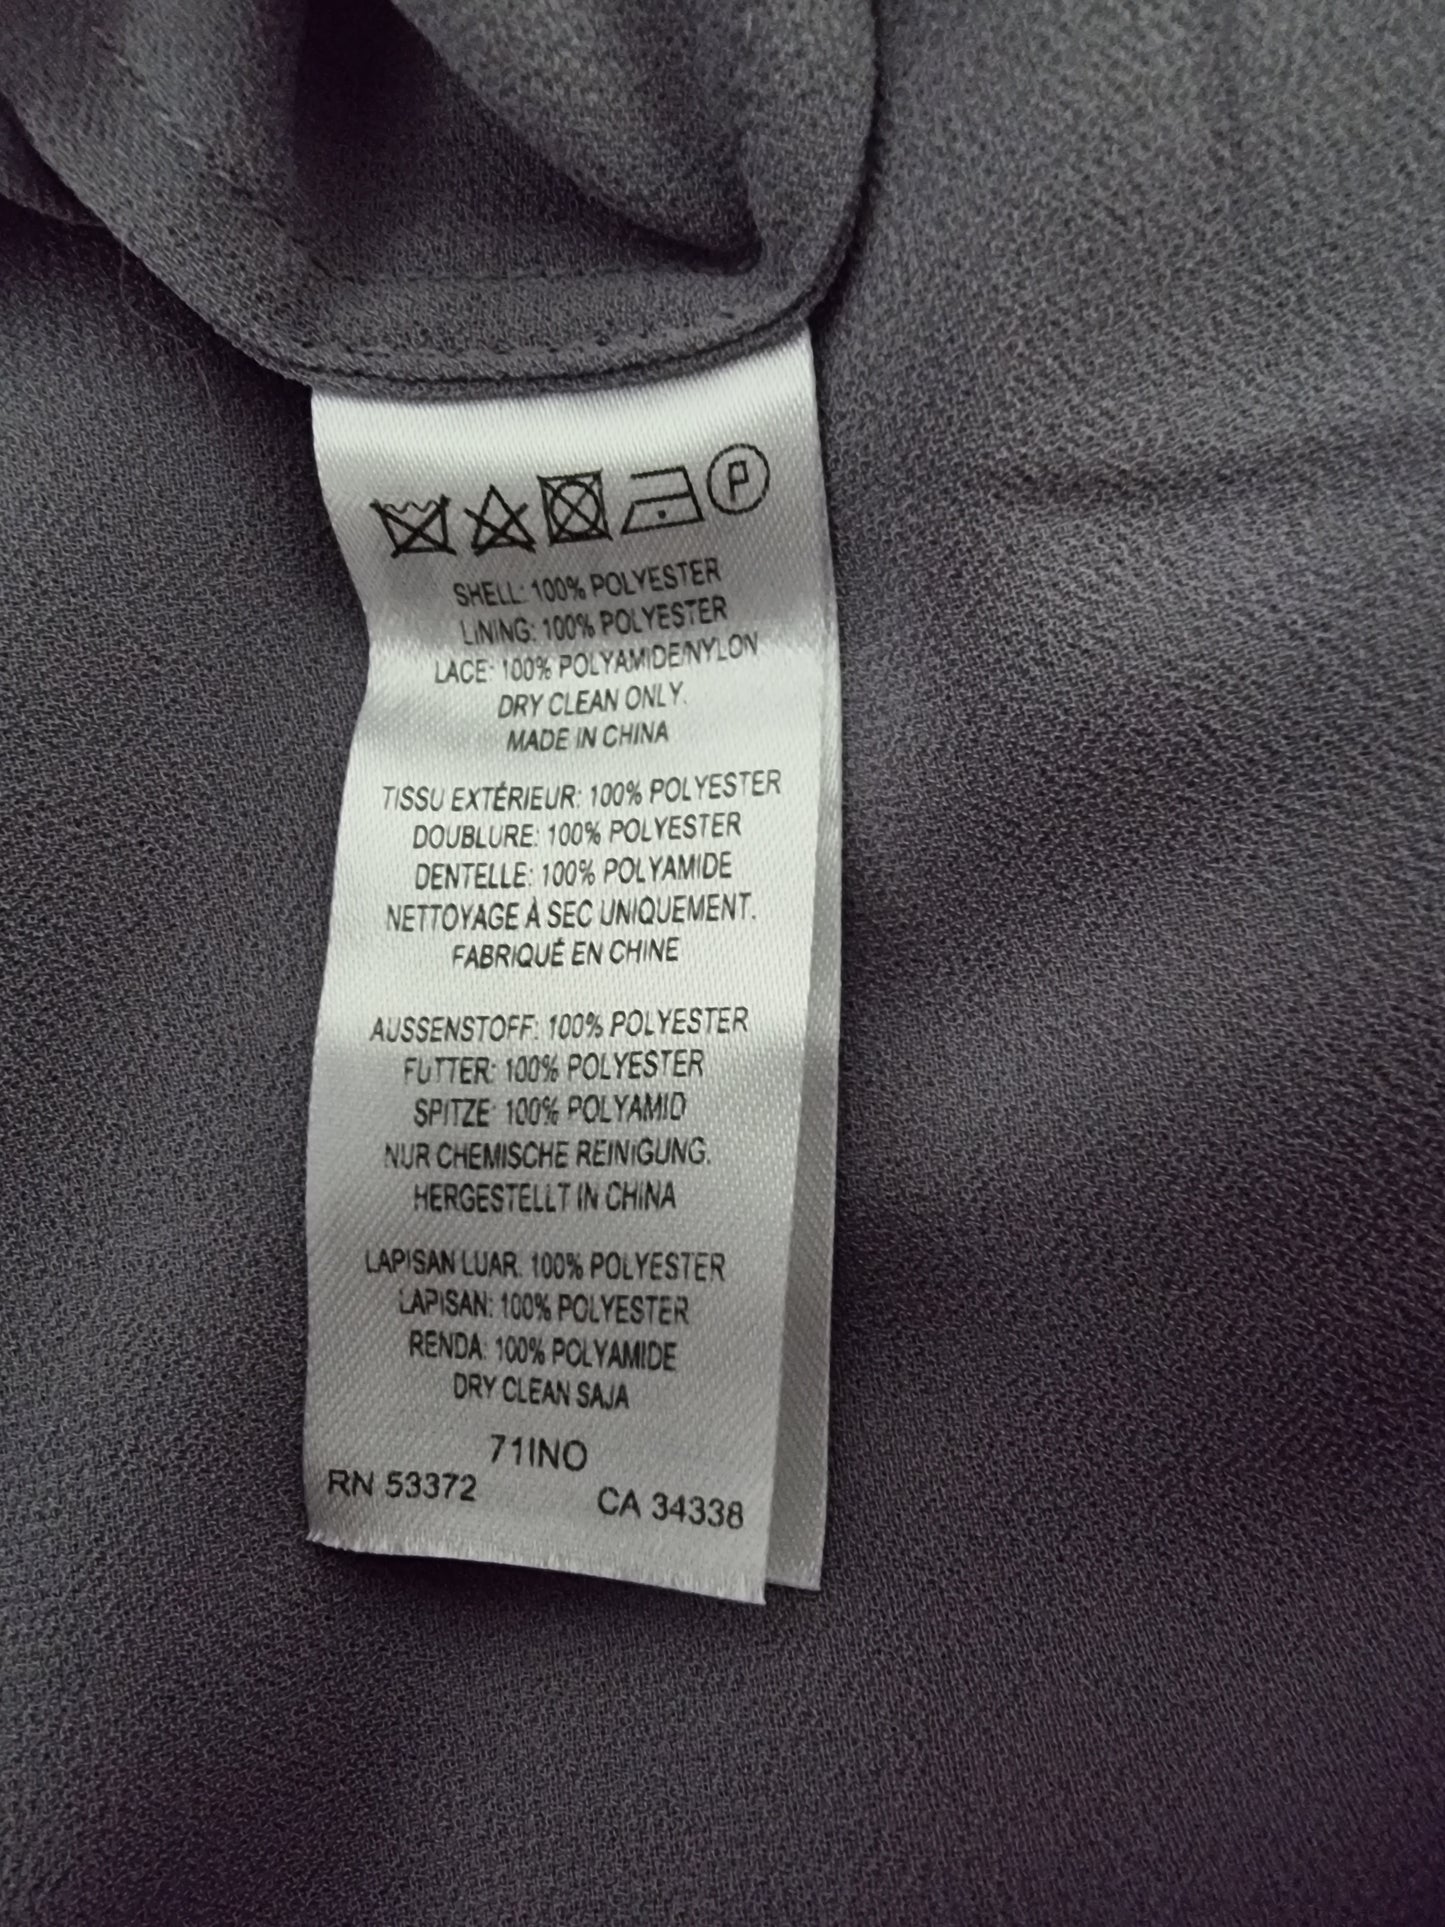 P
SHELL: 100% POLYESTER
LINING: 100% POLYESTER
LACE: 100% POLYAMIDE/NYLON
DRY CLEAN ONLY.
MADE IN CHINA
TISSU EXTÉRIEUR: 100% POLYESTER
DOUBLURE: 100% POLYESTER
DENTELLE: 100% POLYAMIDE
NETTOYAGE À SEC UNIQUEMENT.
FABRIQUÉ EN CHINE
AUSSENSTOFF: 100% POLYESTER
FUTTER: 100% POLYESTER
SPITZE: 100% POLYAMID
NUR CHEMISCHE REINIGUNG.
HERGESTELLT IN CHINA
LAPISAN LUAR: 100% POLYESTER
LAPISAN: 100% POLYESTER
RENDA: 100% POLYAMIDE
DRY CLEAN SAJA
71INO
RN 53372 CA 34338